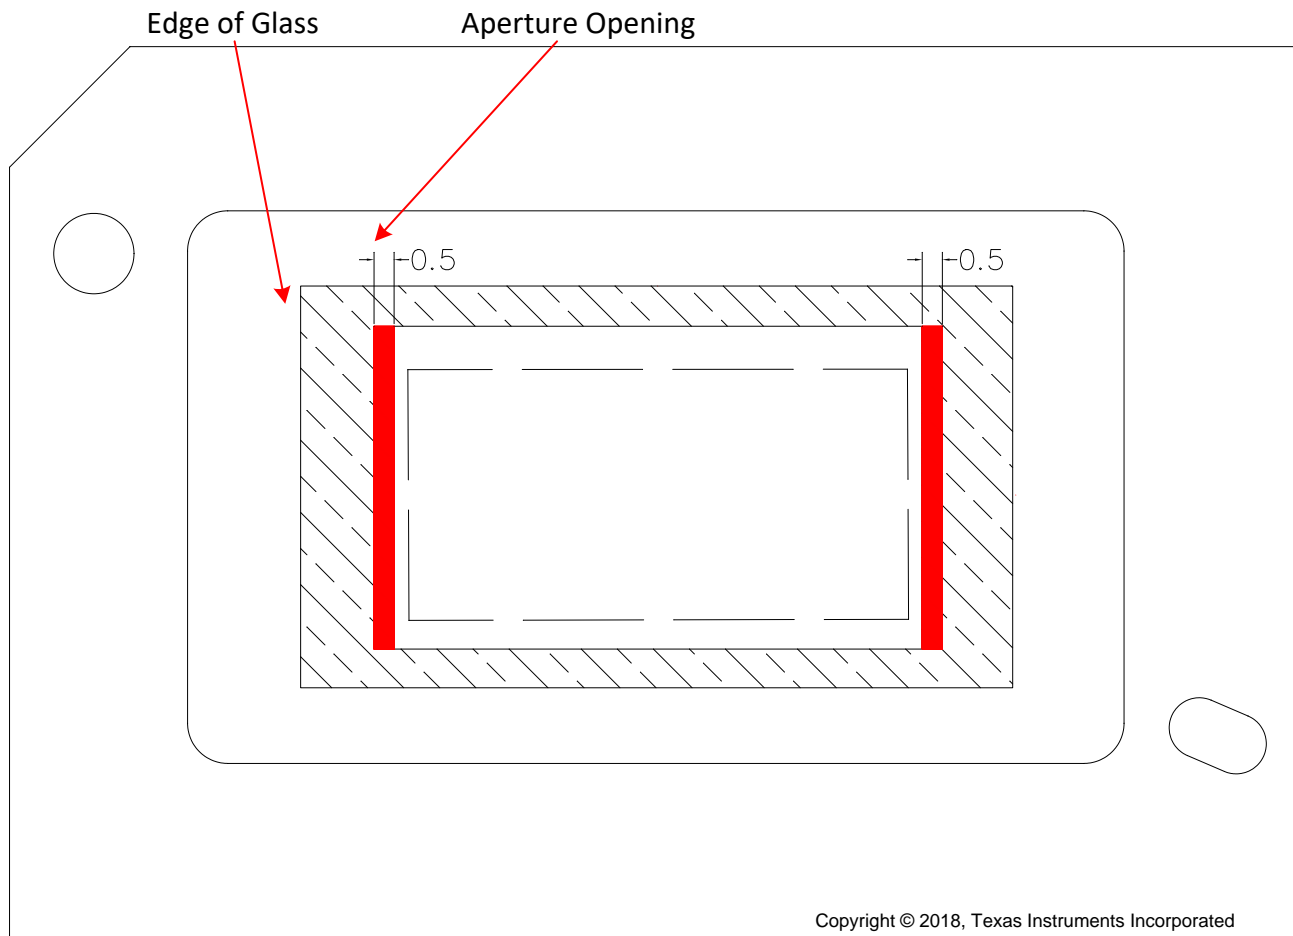 Edge of Glass
Aperture Opening
0.5
0.5
Copyright © 2018, Texas Instruments Incorporated